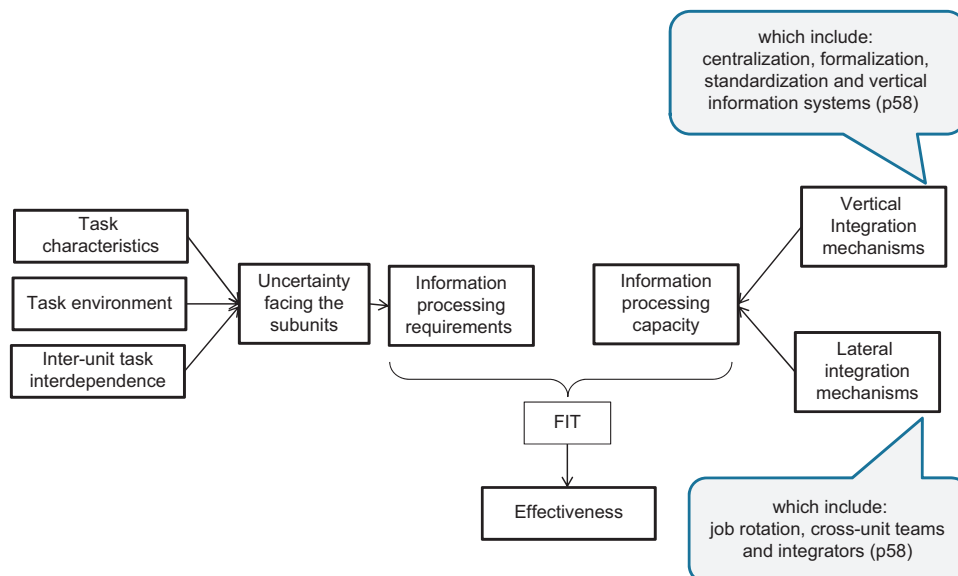 which include:
centralization, formalization,
standardization and vertical
information systems (p58)
Task
characteristics
Task environment
Inter-unit task
interdependence
Uncertainty
facing the
subunits
Information
processing
requirements
Information
processing
capacity
Vertical
Integration
mechanisms
Lateral
integration
mechanisms
FIT
Effectiveness
which include:
job rotation, cross-unit teams
and integrators (p58)